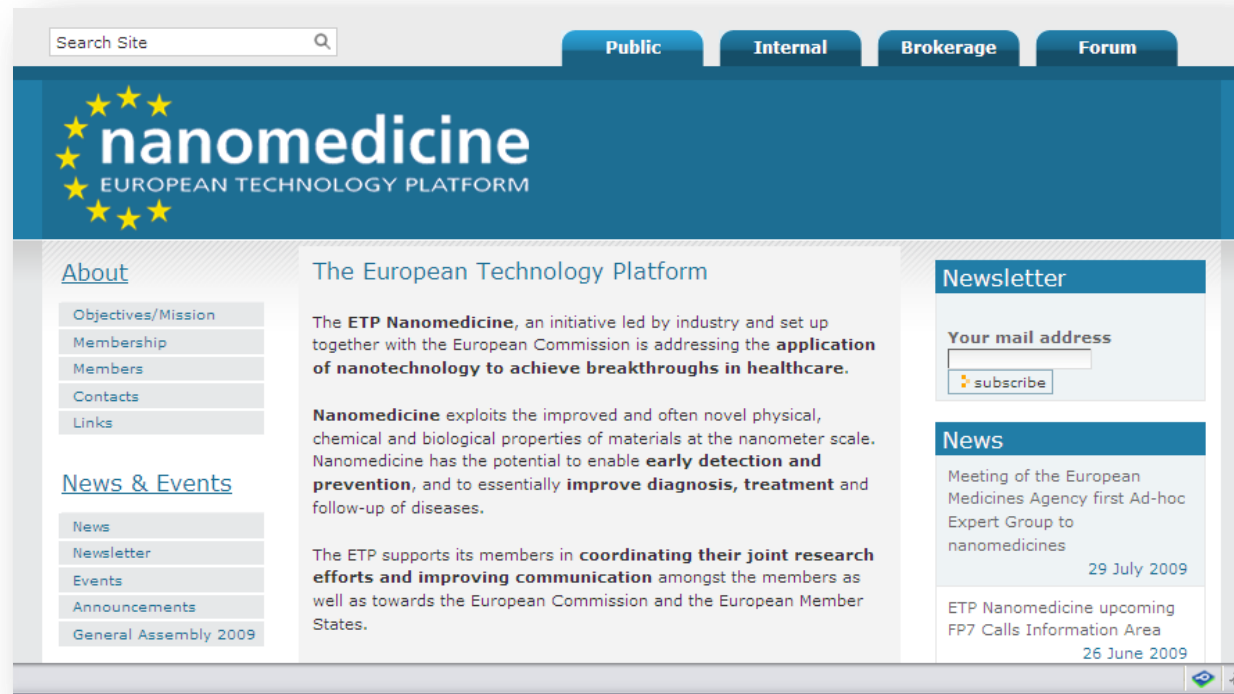 Search Site
Public
Internal
Brokerage
Forum
nanomedicine
EUROPEAN TECHNOLOGY PLATFORM
About
Objectives/Mission
Membership
Members
Contacts
Links
News & Events
News
Newsletter
Events
Announcements
General Assembly 2009
The European Technology Platform
The ETP Nanomedicine, an initiative led by industry and set up
together with the European Commission is addressing the application
of nanotechnology to achieve breakthroughs in healthcare.
Nanomedicine exploits the improved and often novel physical,
chemical and biological properties of materials at the nanometer scale.
Nanomedicine has the potential to enable early detection and
prevention, and to essentially improve diagnosis, treatment and
follow-up of diseases.
The ETP supports its members in coordinating their joint research
efforts and improving communication amongst the members as
well as towards the European Commission and the European Member
States.
Newsletter
Your mail address
subscribe
News
Meeting of the European
Medicines Agency first Ad-hoc
Expert Group to
nanomedicines
29 July 2009
ETP Nanomedicine upcoming
FP7 Calls Information Area
26 June 2009